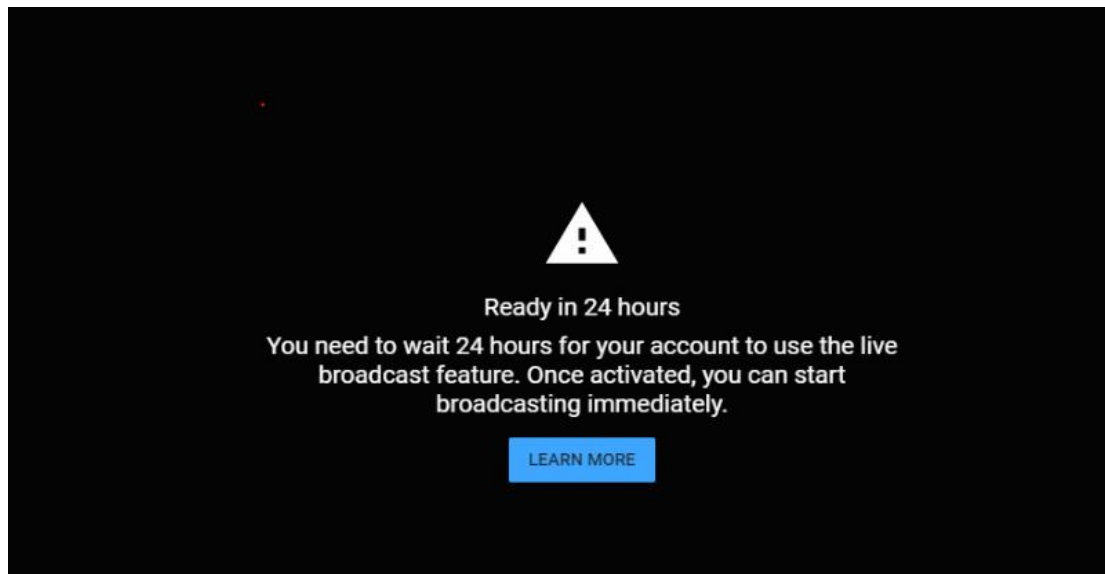 Ready in 24 hours
You need to wait 24 hours for your account to use the live
broadcast feature. Once activated, you can start
broadcasting immediately.
LEARN MORE